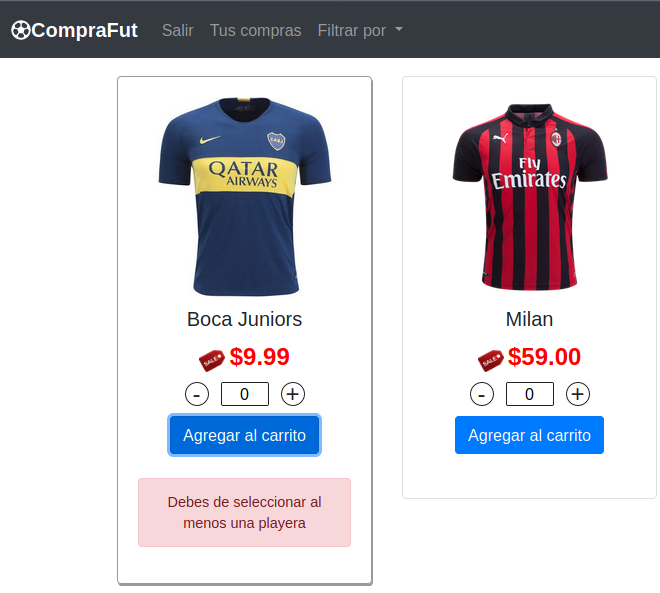 CompraFut Salir Tus compras Filtrar por
QATAR
AIRWAYS
Boca Juniors
SALE $9.99
- 0 +
Agregar al carrito
Debes de seleccionar al
menos una playera
Fly
Emirates
Milan
SALE $59.00
- 0 +
Agregar al carrito